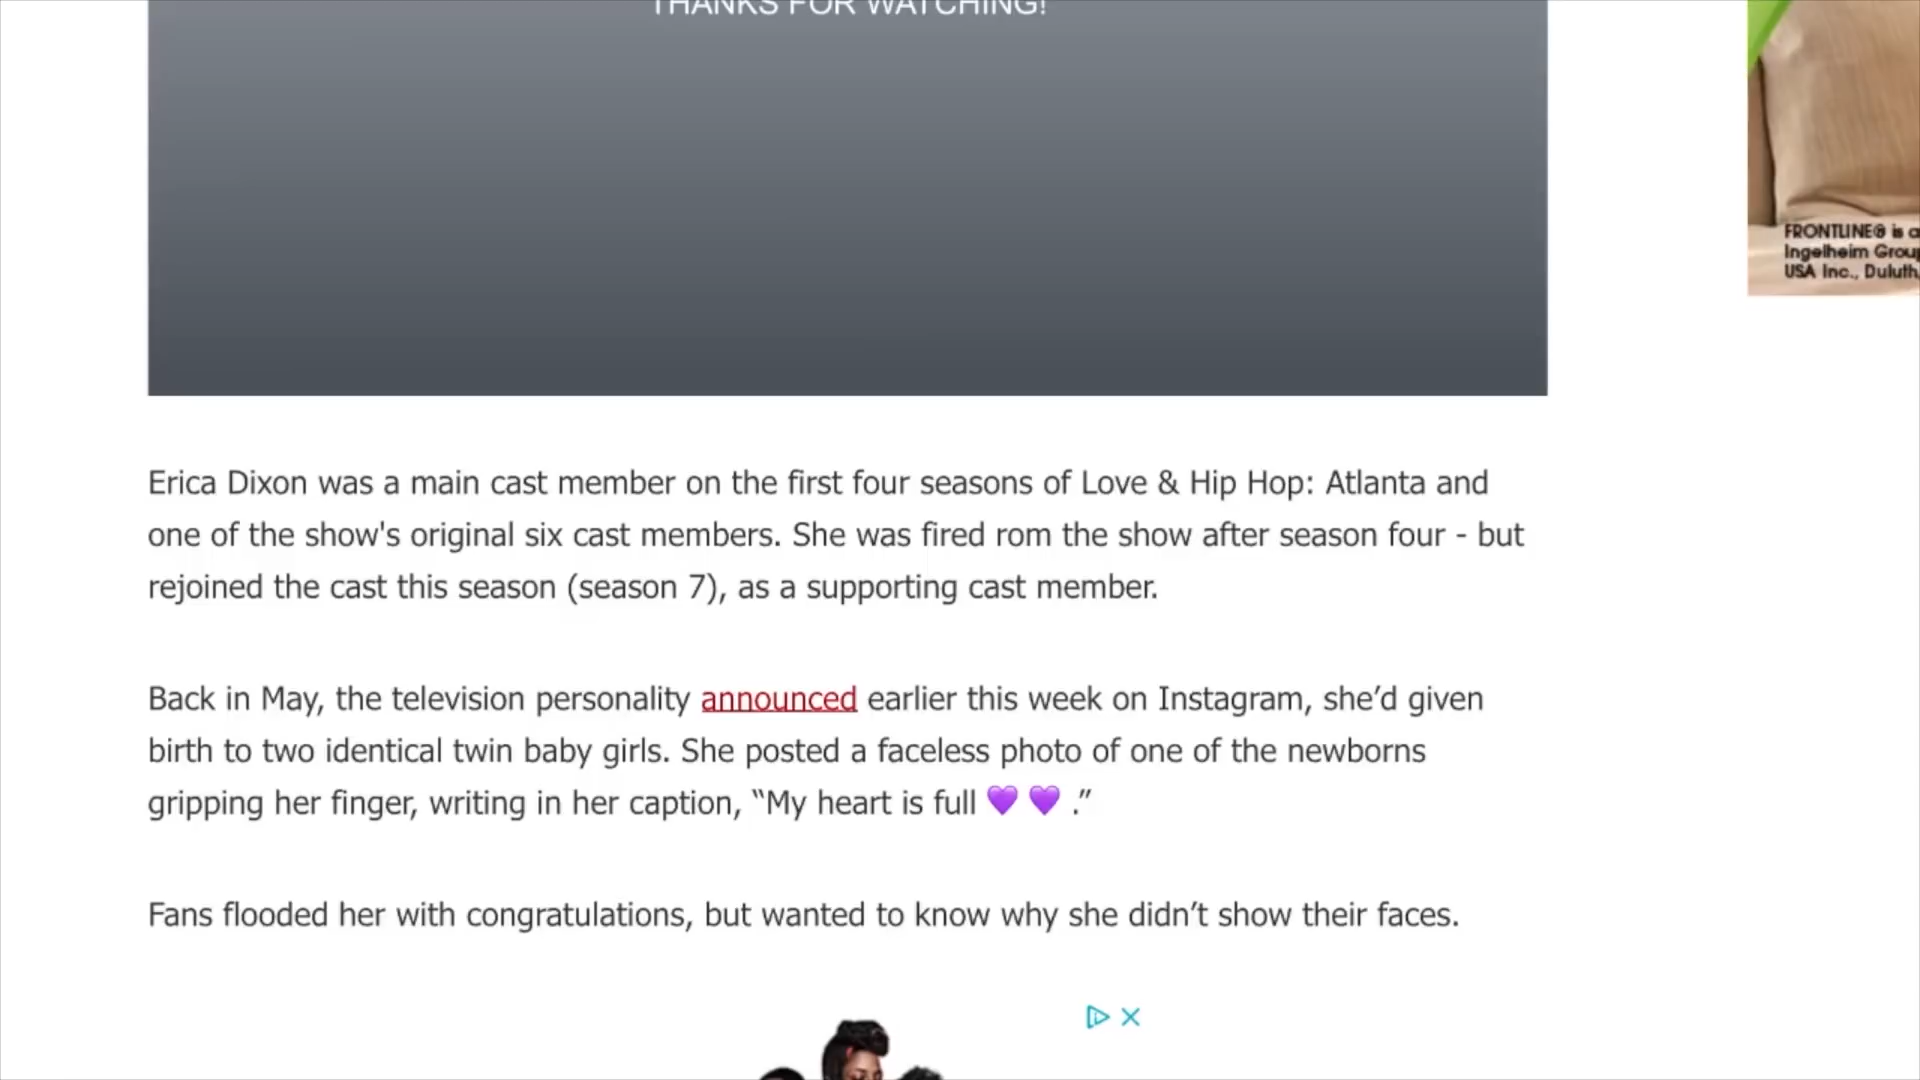 THANKS FOR WATCHING!
FRONTLINE® is a
Ingelheim Group
USA Inc., Duluth,
Erica Dixon was a main cast member on the first four seasons of Love & Hip Hop: Atlanta and
one of the show's original six cast members. She was fired rom the show after season four - but
rejoined the cast this season (season 7), as a supporting cast member.
Back in May, the television personality announced earlier this week on Instagram, she’d given
birth to two identical twin baby girls. She posted a faceless photo of one of the newborns
gripping her finger, writing in her caption, “My heart is full 💜 💜 .”
Fans flooded her with congratulations, but wanted to know why she didn’t show their faces.